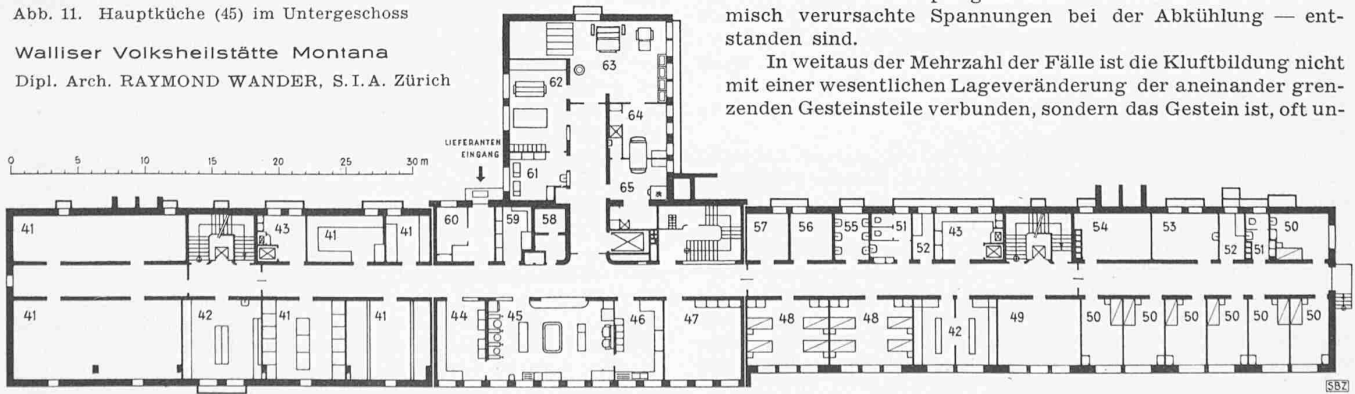 Abb. 11. Hauptküche (45) im Untergeschoss
Walliser Volksheilstätte Montana
Dipl. Arch. RAYMOND WANDER, S.I.A. Zürich
misch verursachte Spannungen bei der Abkühlung — ent-
standen sind.
In weitaus der Mehrzahl der Fälle ist die Kluftbildung nicht
mit einer wesentlichen Lageveränderung der aneinander gren-
zenden Gesteinsteile verbunden, sondern das Gestein ist, oft un-
0 5 10 15 20 25 30 m
LIEFERANTEN
EINGANG
63
62
64
61
65
41 43 41 41 60 59 58 57 56 55 51 52 43 54 53 52 51 50
41 42 41 41 44 45 46 47 48 48 42 49 50 50 50 50 50 50
SBZ